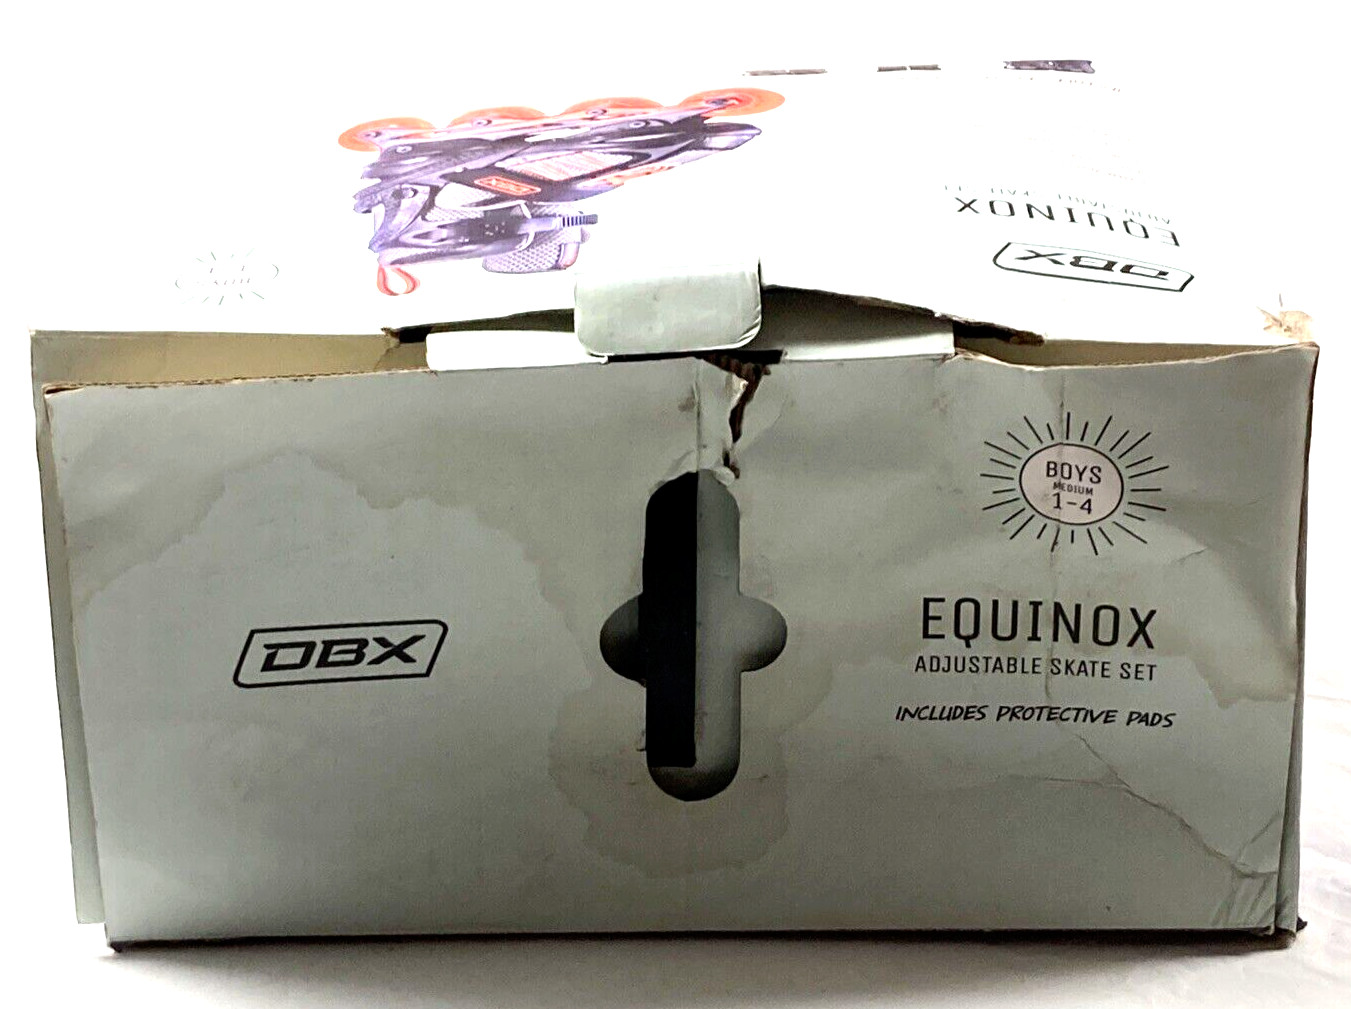 EQUINOX
DBX
BOYS
MEDIUM
1-4
EQUINOX
ADJUSTABLE SKATE SET
INCLUDES PROTECTIVE PADS
DBX